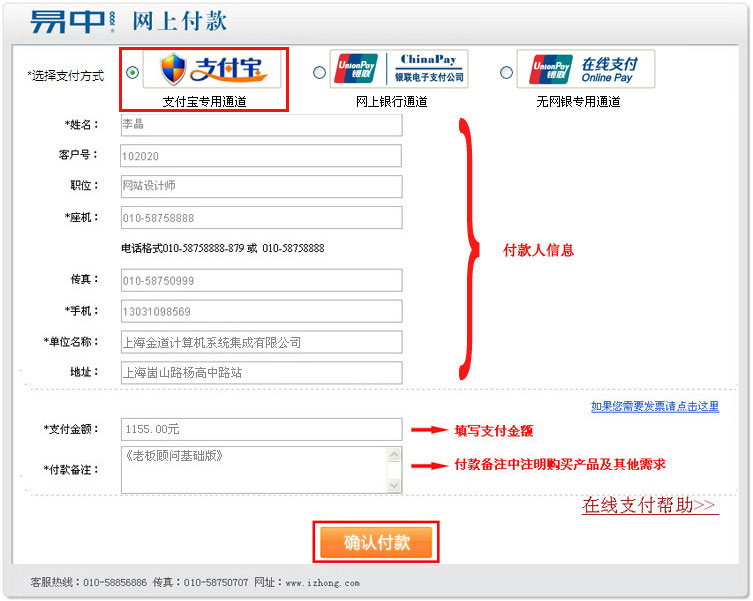 易中 网上付款
*选择支付方式
支付宝
UnionPay 银联 ChinaPay 银联电子支付公司
UnionPay 银联 在线支付 Online Pay
支付宝专用通道 网上银行通道 无网银专用通道
*姓名： 李晶
客户号： 102020
职位： 网站设计师
*座机： 010-58758888
电话格式010-58758888-879 或 010-58758888
付款人信息
传真： 010-58750999
*手机： 13031098569
*单位名称： 上海金道计算机系统集成有限公司
地址： 上海崮山路杨高中路站
如果您需要发票请点击这里
*支付金额： 1155.00元 填写支付金额
*付款备注： 《老板顾问基础版》 付款备注中注明购买产品及其他需求
在线支付帮助>>
确认付款
客服热线：010-58856886 传真：010-58750707 网址：www.izhong.com